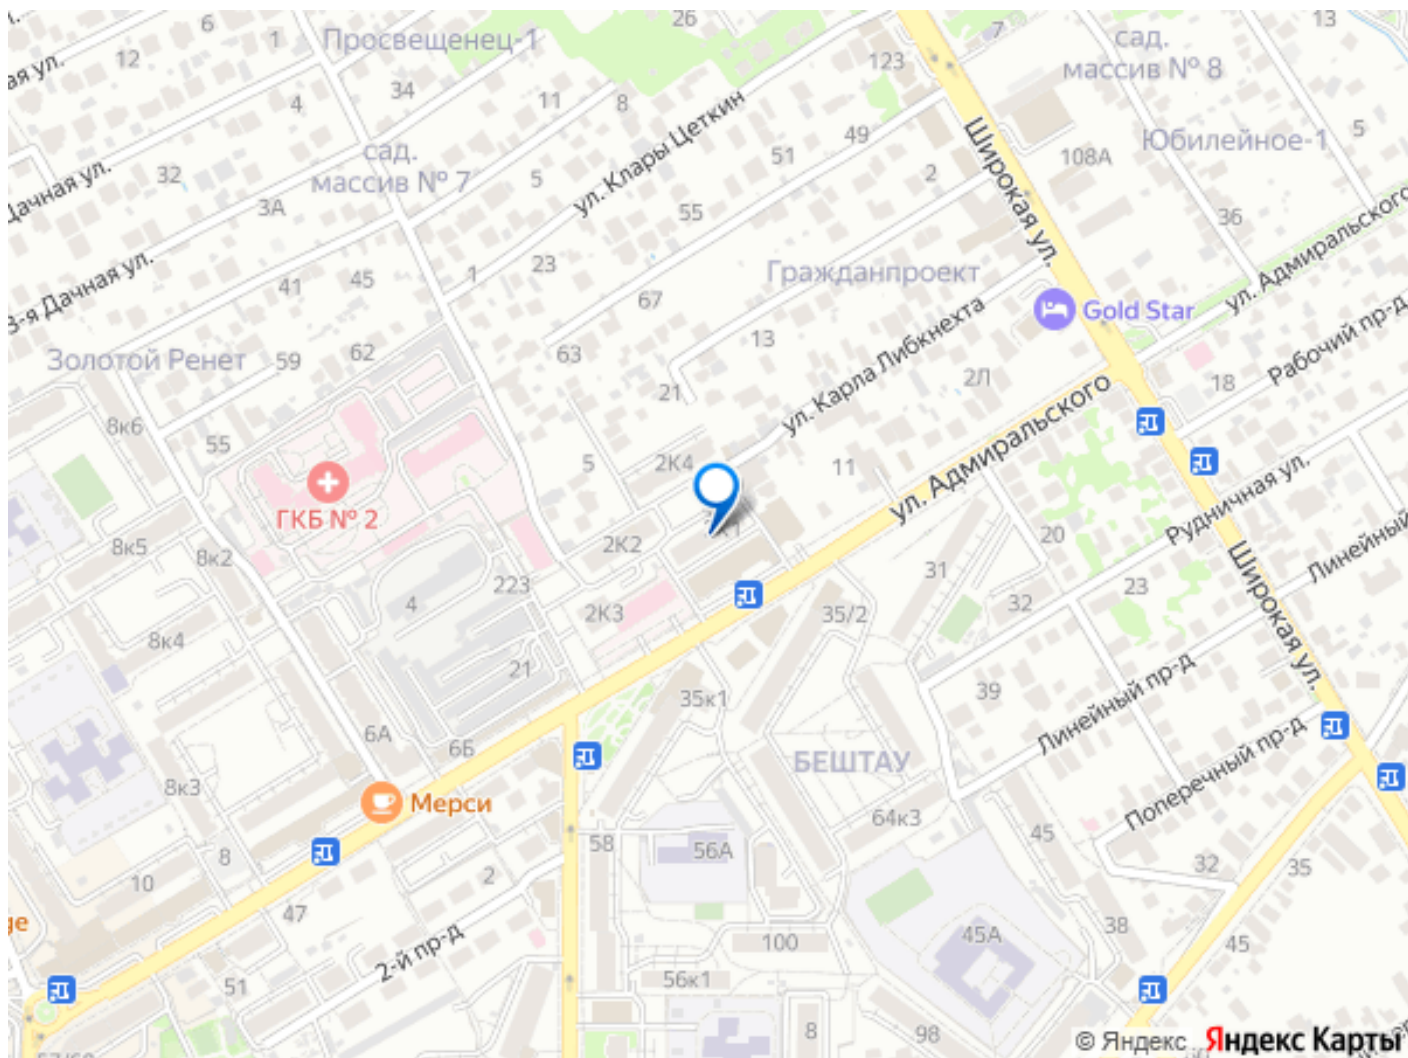 26
6
1
12
Просвещенец-1
123
7
сад.
массив № 8
13
ая ул.
34
4
11
8
ул. Клары Цеткин
49
51
Широкая ул.
108А
Юбилейное-1
5
сад.
массив № 7
32
Дачная ул.
3А
5
2
55
36
ул. Адмиральского
3-я Дачная ул.
41
45
1
23
67
Гражданпроект
Gold Star
Рабочий пр-д
Золотой Ренет
59
62
63
13
ул. Карла Либкнехта
21
2Л
18
8к6
55
5
2К4
11
ул. Адмиральского
Рудничная ул.
ГКБ № 2
8к5
8к2
2К2
20
Линейный
Широкая ул.
4
223
2К3
31
32
23
35/2
8к4
21
35к1
39
Линейный пр-д
6А
6Б
БЕШТАУ
Поперечный пр-д
8к3
Мерси
58
56А
64к3
45
32
35
8
10
2
47
2-й пр-д
100
45А
38
45
ge
51
56к1
8
98
© Яндекс Яндекс Карты